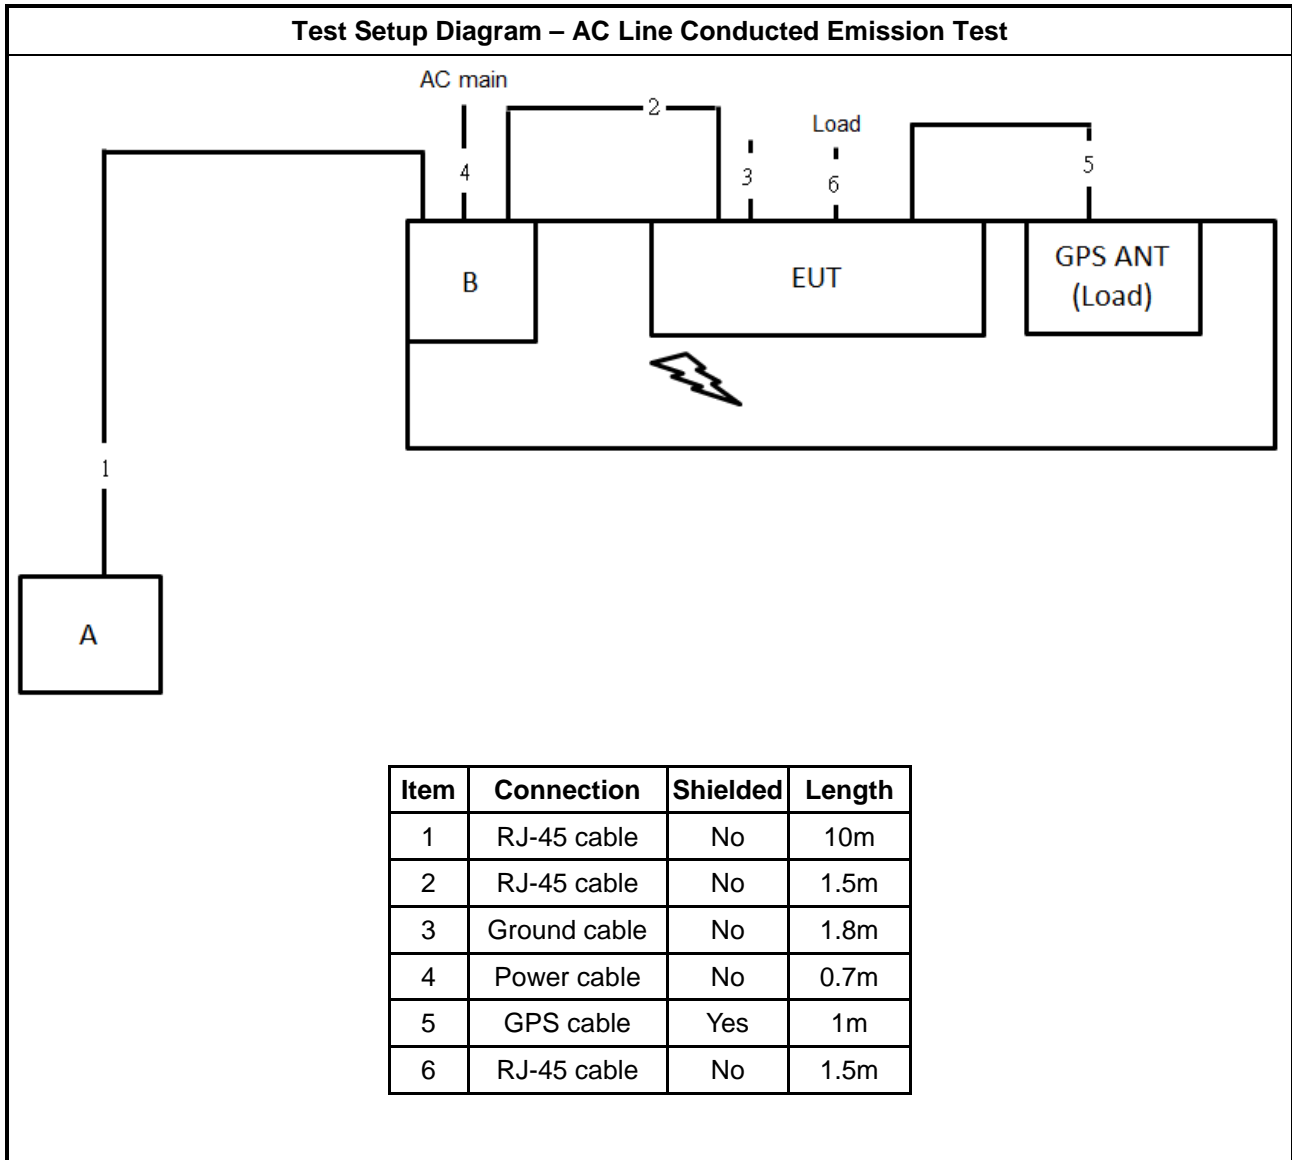 Test Setup Diagram – AC Line Conducted Emission Test
AC main
2
Load
4
3
6
5
B
EUT
GPS ANT
(Load)
1
A
Item Connection Shielded Length
1 RJ-45 cable No 10m
2 RJ-45 cable No 1.5m
3 Ground cable No 1.8m
4 Power cable No 0.7m
5 GPS cable Yes 1m
6 RJ-45 cable No 1.5m